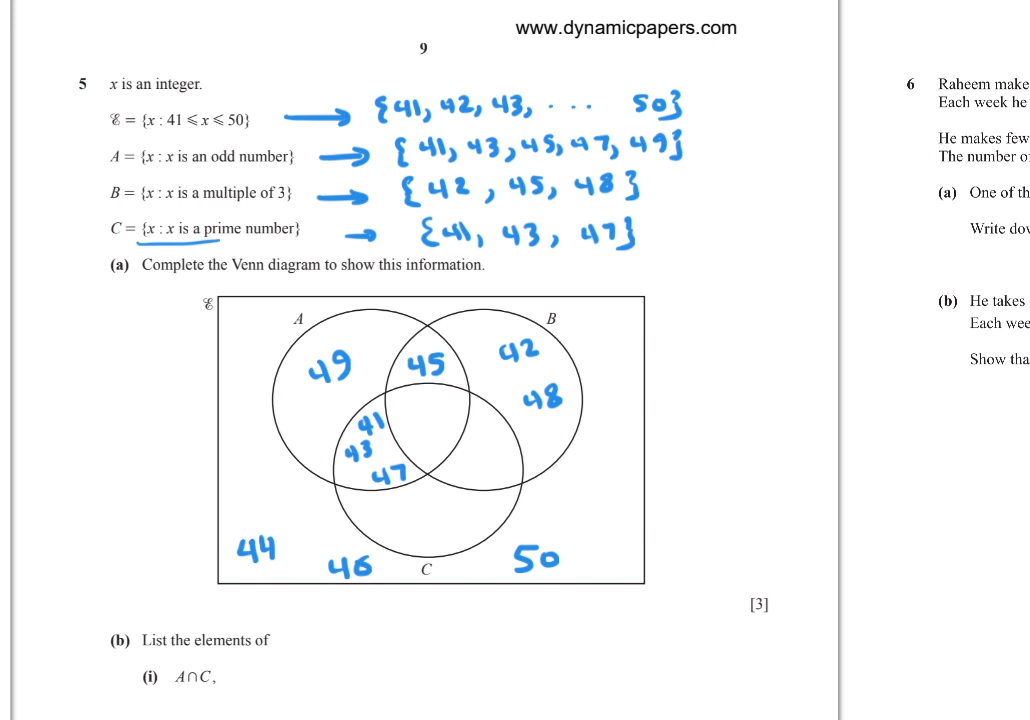 www.dynamicpapers.com
9
5 x is an integer.
ℰ = {x : 41 ⩽ x ⩽ 50} → {41, 42, 43, . . . 50}
A = {x : x is an odd number} → {41, 43, 45, 47, 49}
B = {x : x is a multiple of 3} → {42, 45, 48}
C = {x : x is a prime number} → {41, 43, 47}
(a) Complete the Venn diagram to show this information.
ℰ
A
B
49
45
42
48
41
43
47
44
46
50
C
[3]
(b) List the elements of
(i) A∩C,
6 Raheem make
Each week he
He makes few
The number o
(a) One of th
Write dov
(b) He takes
Each wee
Show tha